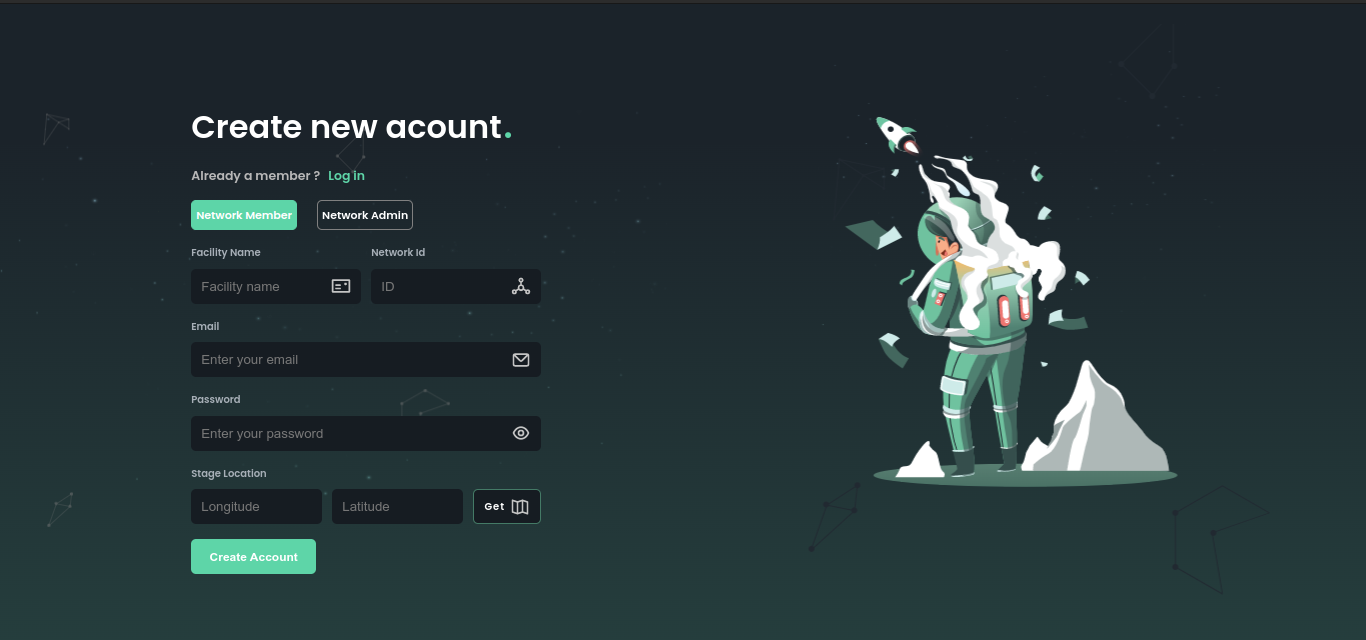 Create new acount.
Already a member ? Log in
Network Member Network Admin
Facility Name Network Id
Facility name ID
Email
Enter your email
Password
Enter your password
Stage Location
Longitude Latitude Get
Create Account